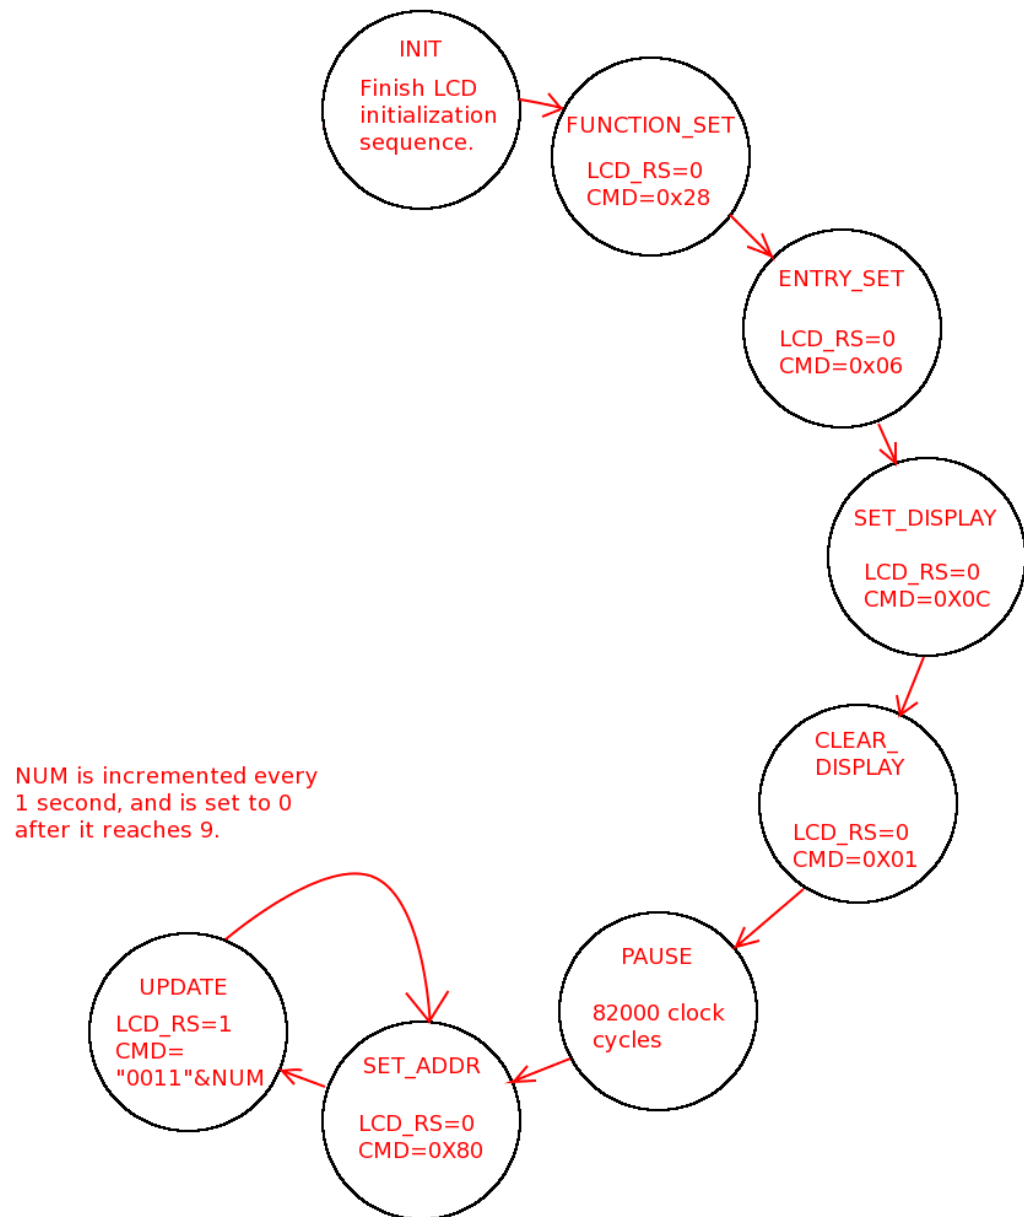 INIT
Finish LCD
initialization
sequence.
FUNCTION_SET
LCD_RS=0
CMD=0x28
ENTRY_SET
LCD_RS=0
CMD=0x06
SET_DISPLAY
LCD_RS=0
CMD=0X0C
CLEAR_
DISPLAY
LCD_RS=0
CMD=0X01
PAUSE
82000 clock
cycles
SET_ADDR
LCD_RS=0
CMD=0X80
UPDATE
LCD_RS=1
CMD=
"0011"&NUM
NUM is incremented every
1 second, and is set to 0
after it reaches 9.